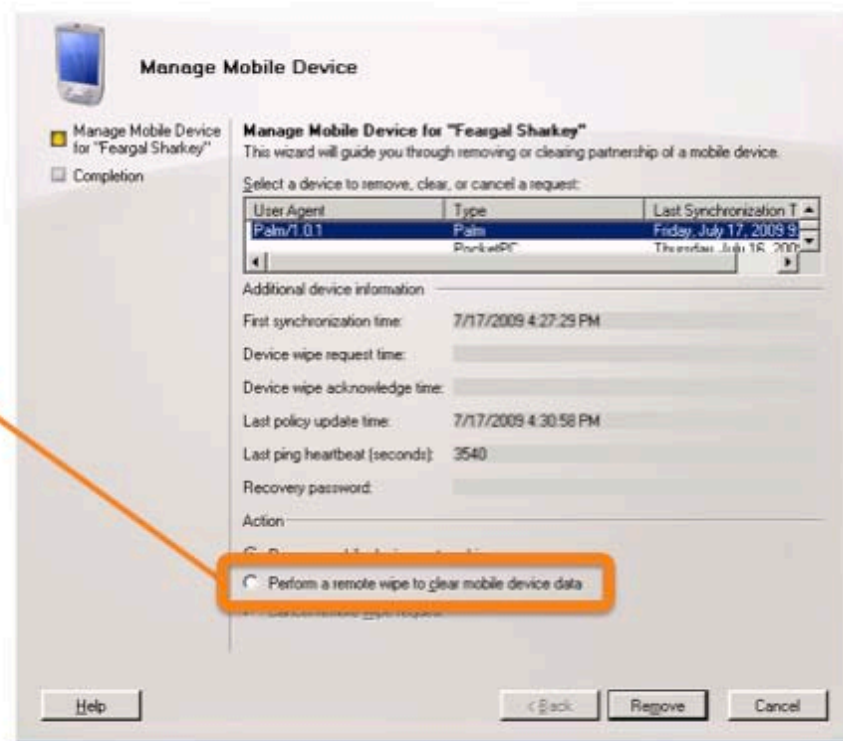 Manage Mobile Device
Manage Mobile Device
for "Feargal Sharkey"
Completion
Manage Mobile Device for "Feargal Sharkey"
This wizard will guide you through removing or clearing partnership of a mobile device.
Select a device to remove, clear, or cancel a request:
User Agent Type Last Synchronization T
Palm/1.0.1 Palm Friday, July 17, 2009 9:
PocketPC Thursday, July 16, 200
Additional device information
First synchronization time: 7/17/2009 4:27:29 PM
Device wipe request time:
Device wipe acknowledge time:
Last policy update time: 7/17/2009 4:30:58 PM
Last ping heartbeat (seconds): 3540
Recovery password:
Action
Perform a remote wipe to clear mobile device data
Help
< Back
Remove
Cancel